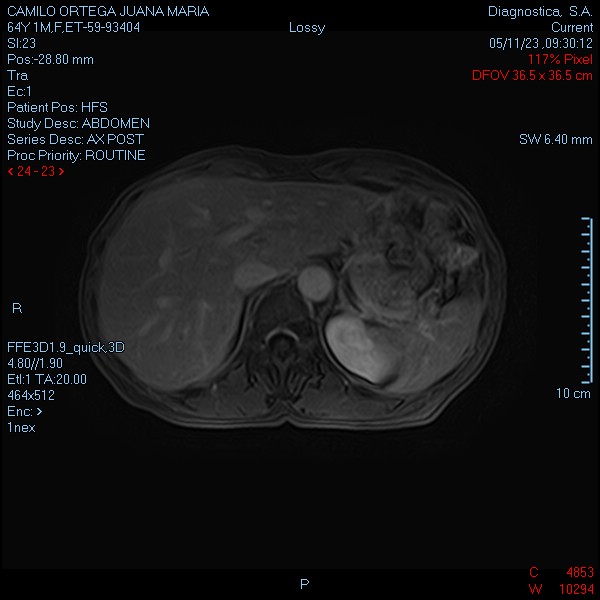 CAMILO ORTEGA JUANA MARIA
64Y 1M,F,ET-59-93404
SI:23
Pos:-28.80 mm
Tra
Ec:1
Patient Pos: HFS
Study Desc: ABDOMEN
Series Desc: AX POST
Proc Priority: ROUTINE
< 24 - 23 >
Lossy
Diagnostica, S.A.
Current
05/11/23 ,09:30:12
117% Pixel
DFOV 36.5 x 36.5 cm
SW 6.40 mm
R
FFE3D1.9_quick,3D
4.80//1.90
Etl:1 TA:20.00
464x512
Enc: >
1nex
10 cm
P
C 4853
W 10294